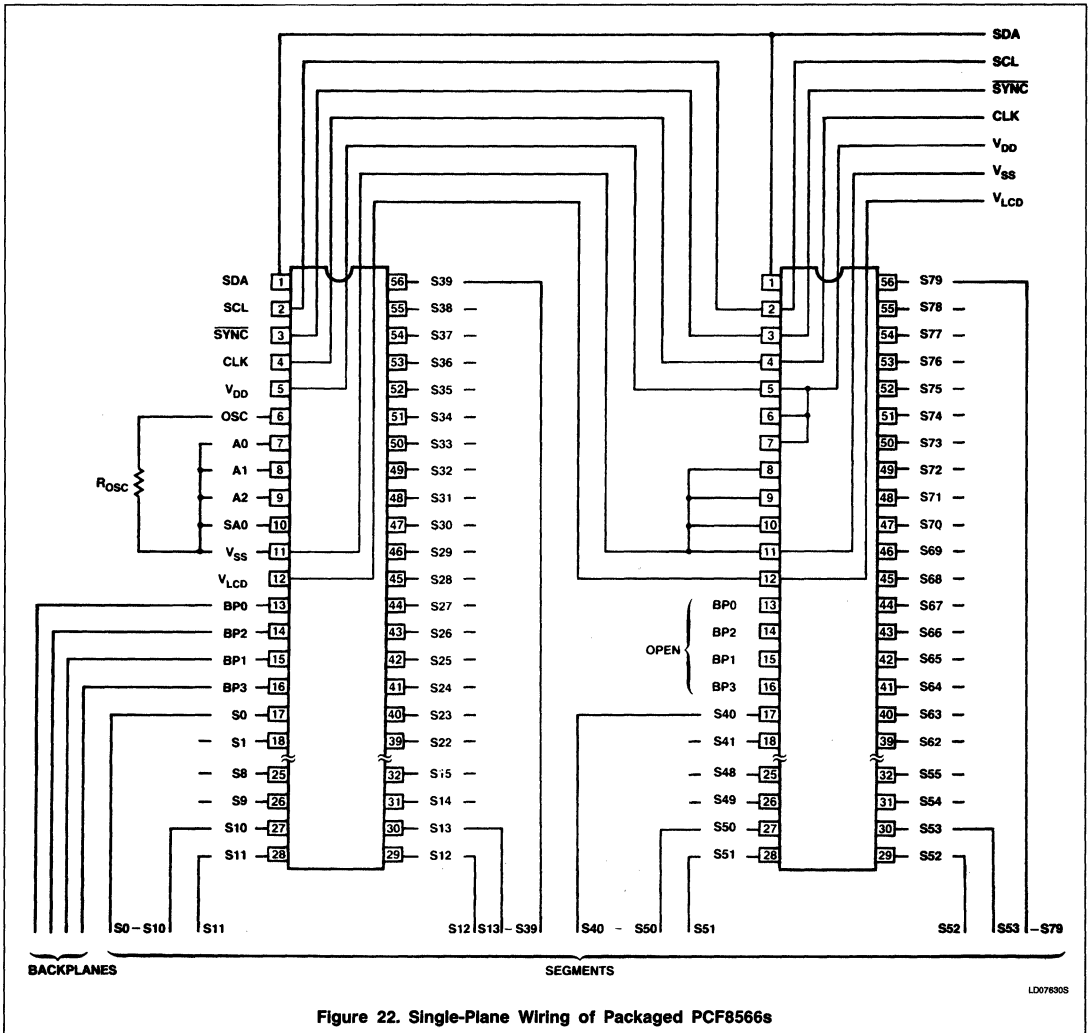 SDA
SCL
SYNC
CLK
VDD
VSS
VLCD
SDA 1 56 S39
SCL 2 55 S38
SYNC 3 54 S37
CLK 4 53 S36
VDD 5 52 S35
OSC 6 51 S34
A0 7 50 S33
A1 8 49 S32
ROSC
A2 9 48 S31
SA0 10 47 S30
VSS 11 46 S29
VLCD 12 45 S28
BP0 13 44 S27
BP2 14 43 S26
BP1 15 42 S25
BP3 16 41 S24
S0 17 40 S23
S1 18 39 S22
S8 25 32 S15
S9 26 31 S14
S10 27 30 S13
S11 28 29 S12
1 56 S79
2 55 S78
3 54 S77
4 53 S76
5 52 S75
6 51 S74
7 50 S73
8 49 S72
9 48 S71
10 47 S70
11 46 S69
12 45 S68
BP0 13 44 S67
BP2 14 43 S66
OPEN
BP1 15 42 S65
BP3 16 41 S64
S40 17 40 S63
S41 18 39 S62
S48 25 32 S55
S49 26 31 S54
S50 27 30 S53
S51 28 29 S52
S0 – S10 S11 S12 S13 – S39 S40 – S50 S51 S52 S53 – S79
BACKPLANES SEGMENTS
LD07630S
Figure 22. Single-Plane Wiring of Packaged PCF8566s